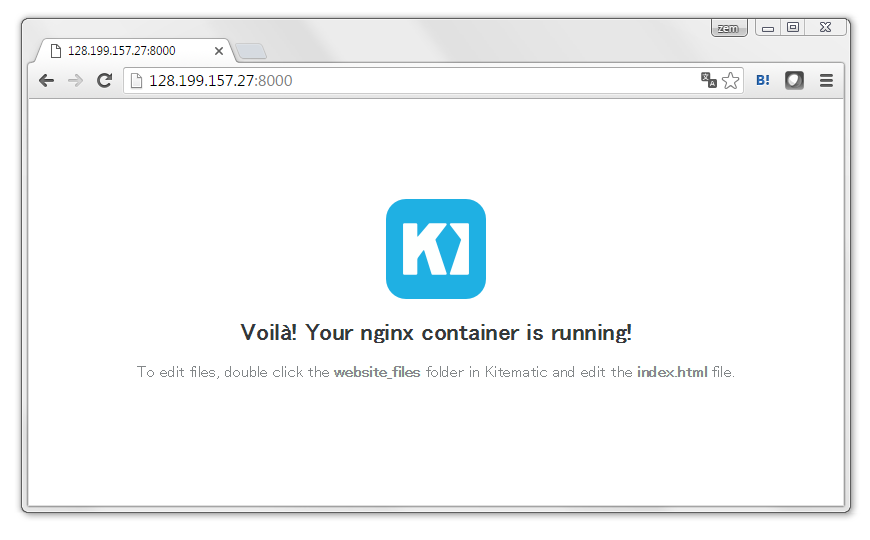 zem
128.199.157.27:8000
128.199.157.27:8000
B!
KI
Voilà! Your nginx container is running!
To edit files, double click the website_files folder in Kitematic and edit the index.html file.